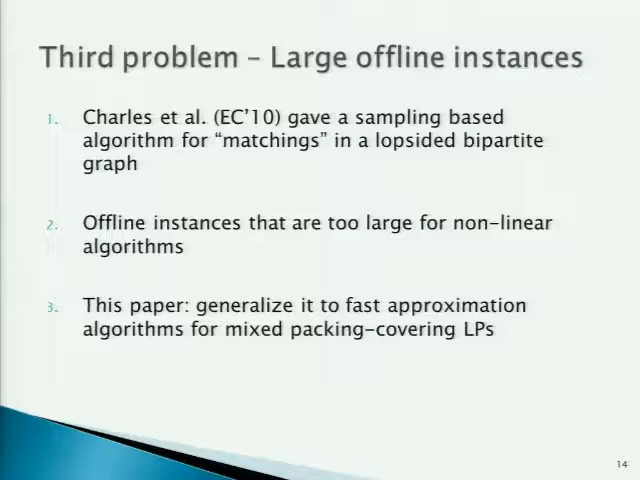 Third problem – Large offline instances
1. Charles et al. (EC’10) gave a sampling based
algorithm for “matchings” in a lopsided bipartite
graph
2. Offline instances that are too large for non-linear
algorithms
3. This paper: generalize it to fast approximation
algorithms for mixed packing-covering LPs
14